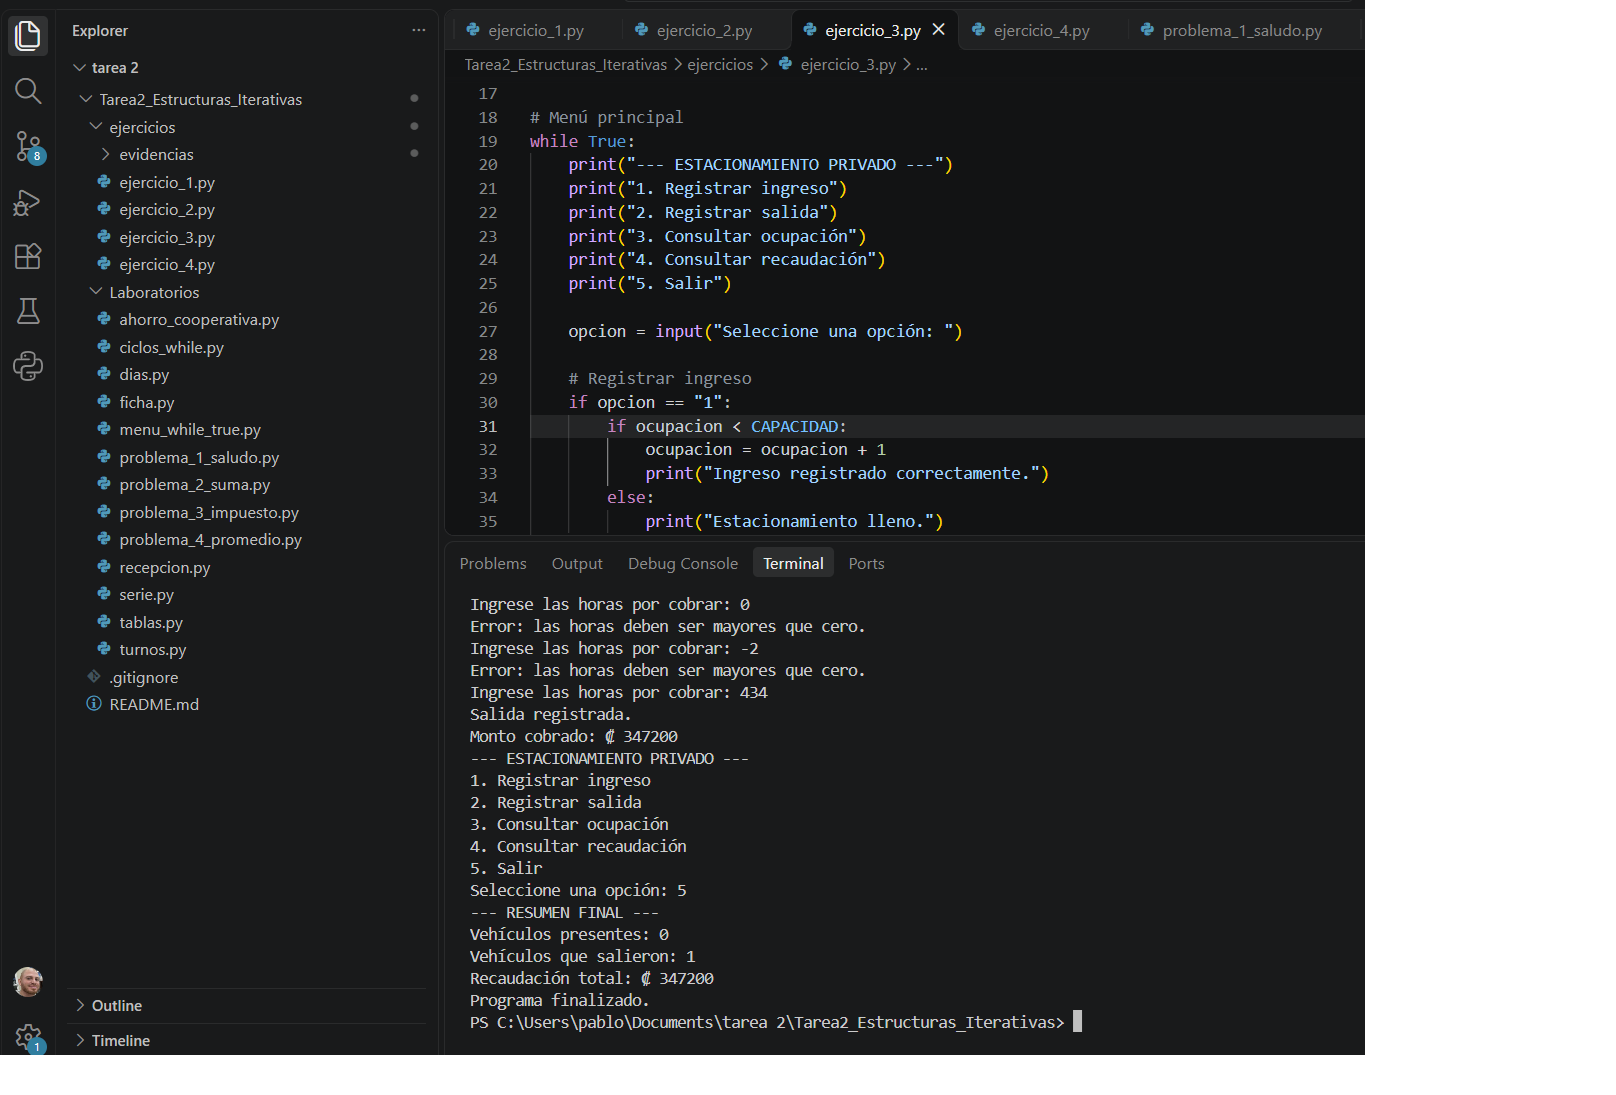 Explorer
···
tarea 2
Tarea2_Estructuras_Iterativas
ejercicios
evidencias
ejercicio_1.py
ejercicio_2.py
ejercicio_3.py
ejercicio_4.py
Laboratorios
ahorro_cooperativa.py
ciclos_while.py
dias.py
ficha.py
menu_while_true.py
problema_1_saludo.py
problema_2_suma.py
problema_3_impuesto.py
problema_4_promedio.py
recepcion.py
serie.py
tablas.py
turnos.py
.gitignore
README.md
Outline
Timeline
8
1
ejercicio_1.py ejercicio_2.py ejercicio_3.py ejercicio_4.py problema_1_saludo.py
Tarea2_Estructuras_Iterativas > ejercicios > ejercicio_3.py > ...
17
18 # Menú principal
19 while True:
20 print("--- ESTACIONAMIENTO PRIVADO ---")
21 print("1. Registrar ingreso")
22 print("2. Registrar salida")
23 print("3. Consultar ocupación")
24 print("4. Consultar recaudación")
25 print("5. Salir")
26
27 opcion = input("Seleccione una opción: ")
28
29 # Registrar ingreso
30 if opcion == "1":
31 if ocupacion < CAPACIDAD:
32 ocupacion = ocupacion + 1
33 print("Ingreso registrado correctamente.")
34 else:
35 print("Estacionamiento lleno.")
Problems Output Debug Console Terminal Ports
Ingrese las horas por cobrar: 0
Error: las horas deben ser mayores que cero.
Ingrese las horas por cobrar: -2
Error: las horas deben ser mayores que cero.
Ingrese las horas por cobrar: 434
Salida registrada.
Monto cobrado: ₡ 347200
--- ESTACIONAMIENTO PRIVADO ---
1. Registrar ingreso
2. Registrar salida
3. Consultar ocupación
4. Consultar recaudación
5. Salir
Seleccione una opción: 5
--- RESUMEN FINAL ---
Vehículos presentes: 0
Vehículos que salieron: 1
Recaudación total: ₡ 347200
Programa finalizado.
PS C:\Users\pablo\Documents\tarea 2\Tarea2_Estructuras_Iterativas>